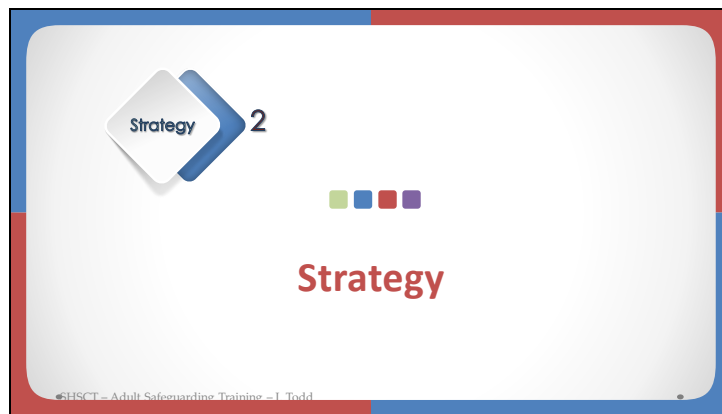 Strategy
2
Strategy
SHSCT – Adult Safeguarding Training – J. Todd